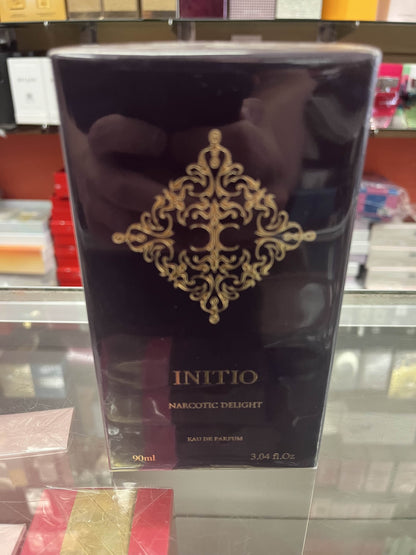 INITIO
NARCOTIC DELIGHT
EAU DE PARFUM
90ml 3.04 fl.Oz